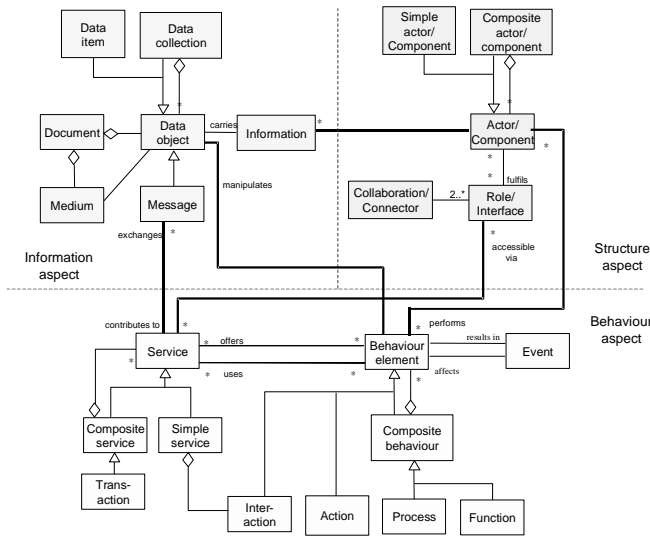 Data
item
Data
collection
Simple
actor/
Component
Composite
actor/
component
*
*
Document
Data
object
carries
Information
*
Actor/
Component
*
*
*
fulfils
manipulates
Medium
Message
Collaboration/
Connector
2..*
Role/
Interface
exchanges
*
*
accessible
via
Information
aspect
Structure
aspect
Behaviour
aspect
contributes to
*
*
performs
Service
*
offers
*
Behaviour
element
results in
Event
*
*
uses
*
*
affects
Composite
service
Simple
service
Composite
behaviour
Trans-
action
Inter-
action
Action
Process
Function